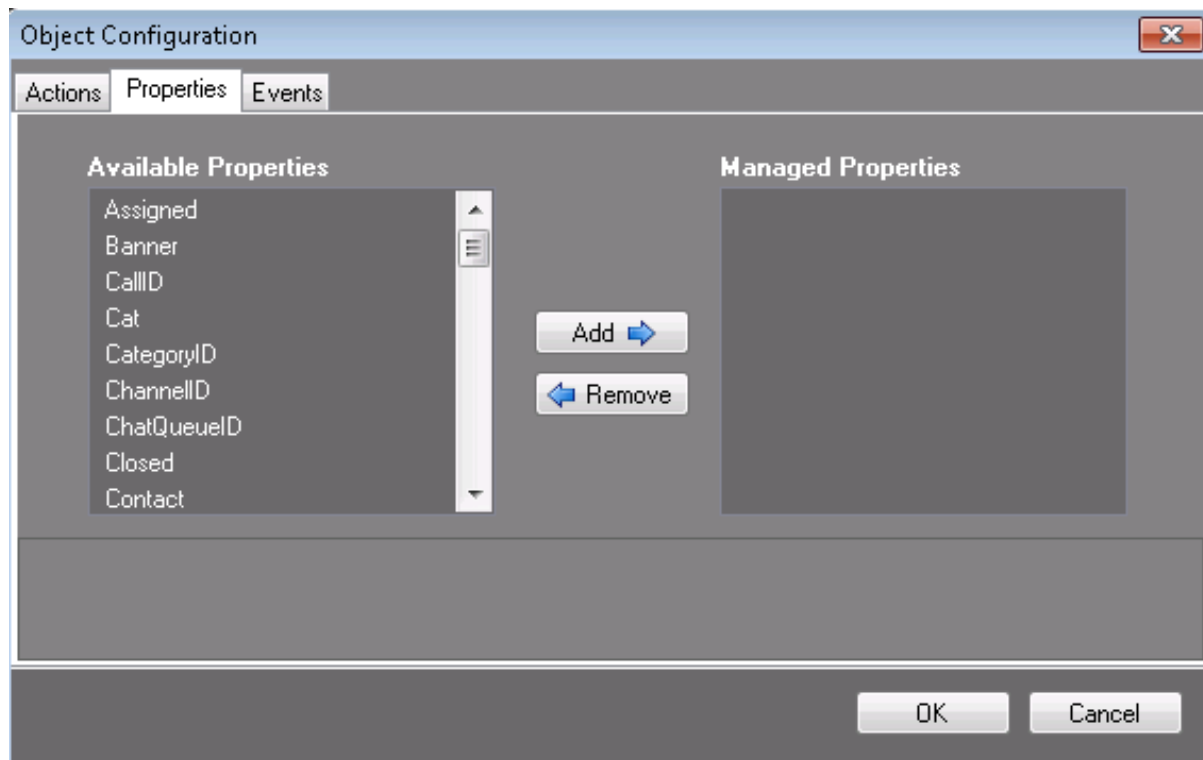 Object Configuration
Actions Properties Events
Available Properties Managed Properties
Assigned
Banner
CallID
Cat
CategoryID
ChannelID
ChatQueueID
Closed
Contact
Add
Remove
OK Cancel